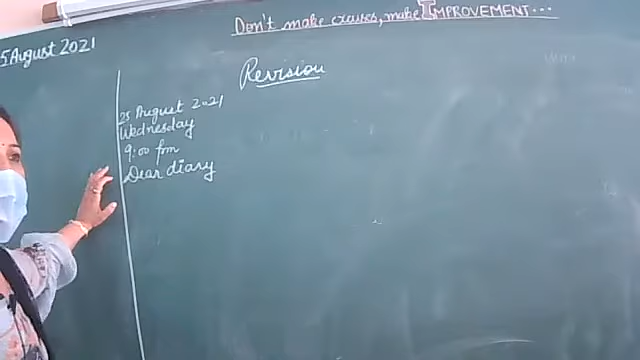 Don't make excuses, make IMPROVEMENT...
5 August 2021
Revision
25 August 2021
Wednesday
9:00 pm
Dear diary